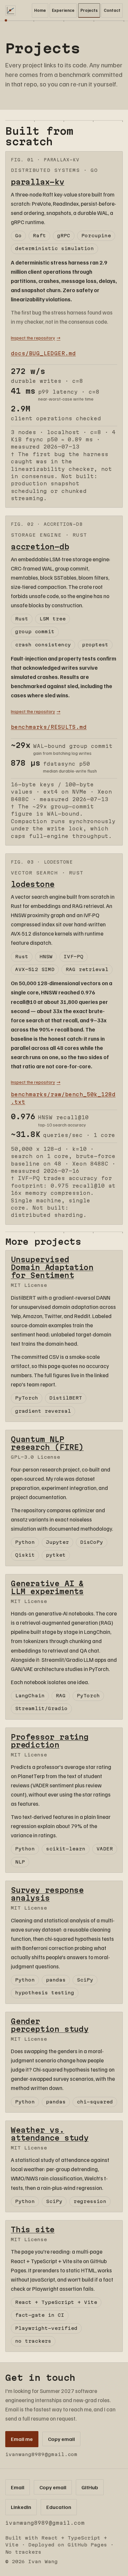 Home Experience Projects Contact
Projects
Every project links to its code. Any number
here comes from a committed benchmark
that is public, so you can re-run it yourself.
Built from
scratch
FIG. 01 · PARALLAX-KV
DISTRIBUTED SYSTEMS · GO
parallax-kv
A three-node Raft key value store built from
scratch: PreVote, ReadIndex, persist-before-
send ordering, snapshots, a durable WAL, a
gRPC runtime.
Go Raft gRPC Porcupine
deterministic simulation
A deterministic stress harness ran 2.9
million client operations through
partitions, crashes, message loss, delays,
and snapshot churn. Zero safety or
linearizability violations.
The first bug the stress harness found was
in my checker, not in the consensus code.
Inspect the repository →
docs/BUG_LEDGER.md
272 w/s
durable writes · c=8
41 ms p99 latency · c=8
2.9M
client operations checked
3 nodes · localhost · c=8 · 4
KiB fsync p50 ≈ 0.89 ms ·
measured 2026-07-13
† The first bug the harness
caught was in the
linearizability checker, not
in consensus. Not built:
production snapshot
scheduling or chunked
streaming.
FIG. 02 · ACCRETION-DB
STORAGE ENGINE · RUST
accretion-db
An embeddable LSM tree storage engine:
CRC-framed WAL, group commit,
memtables, block SSTables, bloom filters,
size-tiered compaction. The crate root
forbids unsafe code, so the engine has no
unsafe blocks by construction.
Rust LSM tree
group commit
crash consistency proptest
Fault-injection and property tests confirm
that acknowledged writes survive
simulated crashes. Results are
benchmarked against sled, including the
cases where sled wins.
Inspect the repository →
benchmarks/RESULTS.md
~29x WAL-bound group commit
gain from batching log writes
878 µs fdatasync p50
median durable-write flush
16-byte keys / 100-byte
values · ext4 on NVMe · Xeon
8488C · measured 2026-07-13
† The ~29x group-commit
figure is WAL-bound.
Compaction runs synchronously
under the write lock, which
caps full-engine throughput.
FIG. 03 · LODESTONE
VECTOR SEARCH · RUST
lodestone
A vector search engine built from scratch in
Rust for embeddings and RAG retrieval. An
HNSW proximity graph and an IVF-PQ
compressed index sit over hand-written
AVX-512 distance kernels with runtime
feature dispatch.
Rust HNSW IVF-PQ
AVX-512 SIMD RAG retrieval
On 50,000 128-dimensional vectors on a
single core, HNSW reached 0.976
recall@10 at about 31,800 queries per
second — about 33x the exact brute-
force scan at that recall, and 9–33x
across the 90%+ recall band. The
baseline is the honest catch: it runs in
parallel across all 48 cores while the
search runs on one, so the two sides of
that ratio are not core-for-core.
Inspect the repository →
benchmarks/raw/bench_50k_128d
.txt
0.976 HNSW recall@10
top-10 search accuracy
~31.8K queries/sec · 1 core
50,000 × 128-d · k=10 ·
search on 1 core, brute-force
baseline on 48 · Xeon 8488C ·
measured 2026-07-13
† IVF-PQ trades accuracy for
footprint: 0.975 recall@10 at
16x memory compression.
Single machine, single
core. Not built:
distributed sharding.
More projects
Unsupervised
Domain Adaptation
for Sentiment
MIT License
DistilBERT with a gradient-reversal DANN
for unsupervised domain adaptation across
Yelp, Amazon, Twitter, and Reddit. Labeled
source domain examples train the
sentiment head; unlabeled target-domain
text trains the domain head.
The committed CSV is a smoke-scale
artifact, so this page quotes no accuracy
numbers. The full figures live in the linked
repo's team report.
PyTorch DistilBERT
gradient reversal
Quantum NLP
research (FIRE)
GPL-3.0 License
Four-person research project, co-built and
open-sourced. My role was dataset
preparation, experiment integration, and
project documentation.
The repository compares optimizer and
ansatz variants in exact noiseless
simulation with documented methodology.
Python Jupyter DisCoPy
Qiskit pytket
Generative AI &
LLM experiments
MIT License
Hands-on generative AI notebooks. The core
is a retrieval-augmented generation (RAG)
pipeline built stage by stage in LangChain,
from tokenization and chunking and
embeddings to retrieval and QA chat.
Alongside it: Streamlit/Gradio LLM apps and
GAN/VAE architecture studies in PyTorch.
Each notebook isolates one idea.
LangChain RAG PyTorch
Streamlit/Gradio
Professor rating
prediction
MIT License
Predicts a professor's average star rating
on PlanetTerp from the text of student
reviews (VADER sentiment plus review
count), without ever using the star ratings
as features.
Two text-derived features in a plain linear
regression explain about 79% of the
variance in ratings.
Python scikit-learn VADER
NLP
Survey response
analysis
MIT License
Cleaning and statistical analysis of a multi-
wave survey dataset: a reusable cleaning
function, then chi-squared hypothesis tests
with Bonferroni correction asking what
actually shifts people's answers to moral-
judgment questions.
Python pandas SciPy
hypothesis testing
Gender
perception study
MIT License
Does swapping the genders in a moral-
judgment scenario change how people
judge it? Chi-squared testing on gender-
swapped survey scenarios, with the
method written down.
Python pandas chi-squared
Weather vs.
attendance study
MIT License
A statistical study of attendance against
local weather: per-group demeaning,
WMO/NWS rain classification, Welch's t-
tests, then a rain-plus-wind regression.
Python SciPy regression
This site
MIT License
The page you're reading: a multi-page
React + TypeScript + Vite site on GitHub
Pages. It prerenders to static HTML, works
without JavaScript, and won't build if a fact
check or Playwright assertion fails.
React + TypeScript + Vite
fact-gate in CI
Playwright-verified
no trackers
Get in touch
I'm looking for Summer 2027 software
engineering internships and new-grad roles.
Email is the fastest way to reach me, and I can
send a full resume on request.
Email me Copy email
ivanwang8989@gmail.com
Email Copy email GitHub
LinkedIn Education
ivanwang8989@gmail.com
Built with React + TypeScript +
Vite · Deployed on GitHub Pages ·
No trackers
© 2026 Ivan Wang